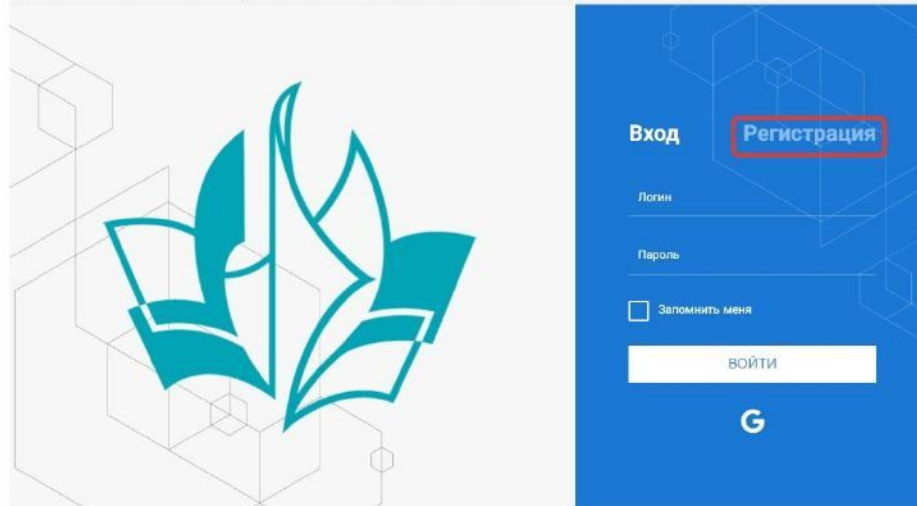 Вход Регистрация
Логин
Пароль
Запомнить меня
ВОЙТИ
G